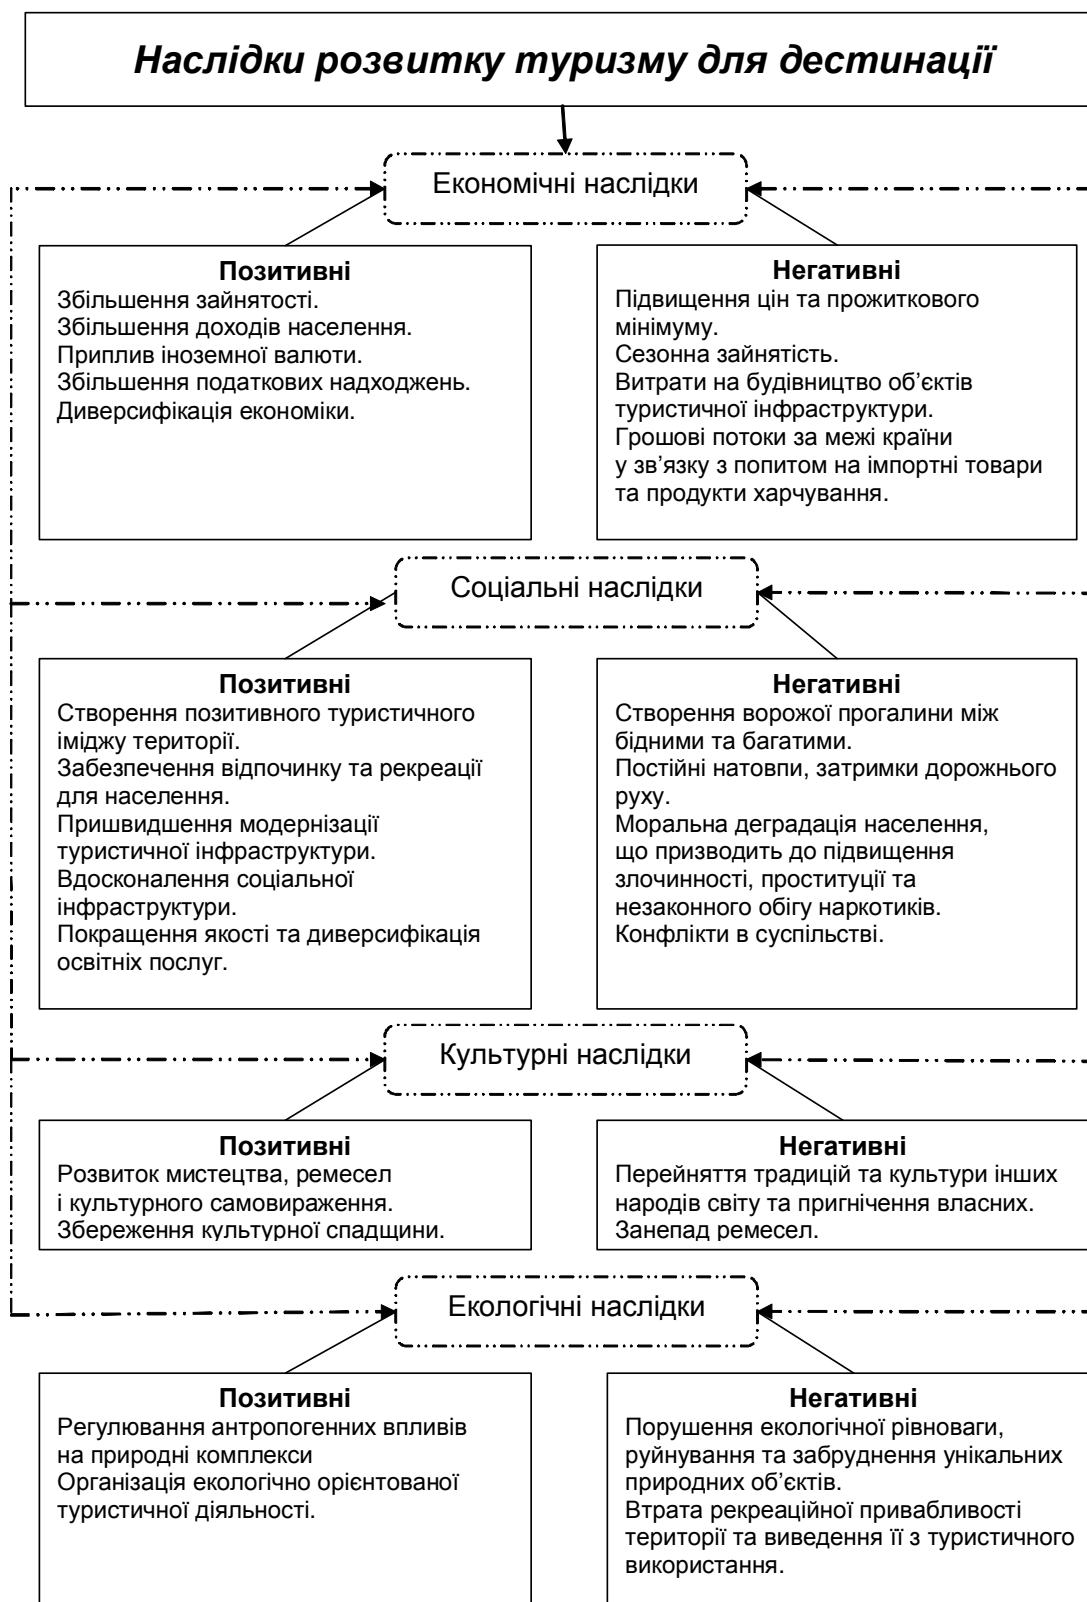 Наслідки розвитку туризму для дестинації
Економічні наслідки
Позитивні
Збільшення зайнятості.
Збільшення доходів населення.
Приплив іноземної валюти.
Збільшення податкових надходжень.
Диверсифікація економіки.
Негативні
Підвищення цін та прожиткового
мінімуму.
Сезонна зайнятість.
Витрати на будівництво об’єктів
туристичної інфраструктури.
Грошові потоки за межі країни
у зв’язку з попитом на імпортні товари
та продукти харчування.
Соціальні наслідки
Позитивні
Створення позитивного туристичного
іміджу території.
Забезпечення відпочинку та рекреації
для населення.
Пришвидшення модернізації
туристичної інфраструктури.
Вдосконалення соціальної
інфраструктури.
Покращення якості та диверсифікація
освітніх послуг.
Негативні
Створення ворожої прогалини між
бідними та багатими.
Постійні натовпи, затримки дорожнього
руху.
Моральна деградація населення,
що призводить до підвищення
злочинності, проституції та
незаконного обігу наркотиків.
Конфлікти в суспільстві.
Культурні наслідки
Позитивні
Розвиток мистецтва, ремесел
і культурного самовираження.
Збереження культурної спадщини.
Негативні
Перейняття традицій та культури інших
народів світу та пригнічення власних.
Занепад ремесел.
Екологічні наслідки
Позитивні
Регулювання антропогенних впливів
на природні комплекси
Організація екологічно орієнтованої
туристичної діяльності.
Негативні
Порушення екологічної рівноваги,
руйнування та забруднення унікальних
природних об’єктів.
Втрата рекреаційної привабливості
території та виведення її з туристичного
використання.